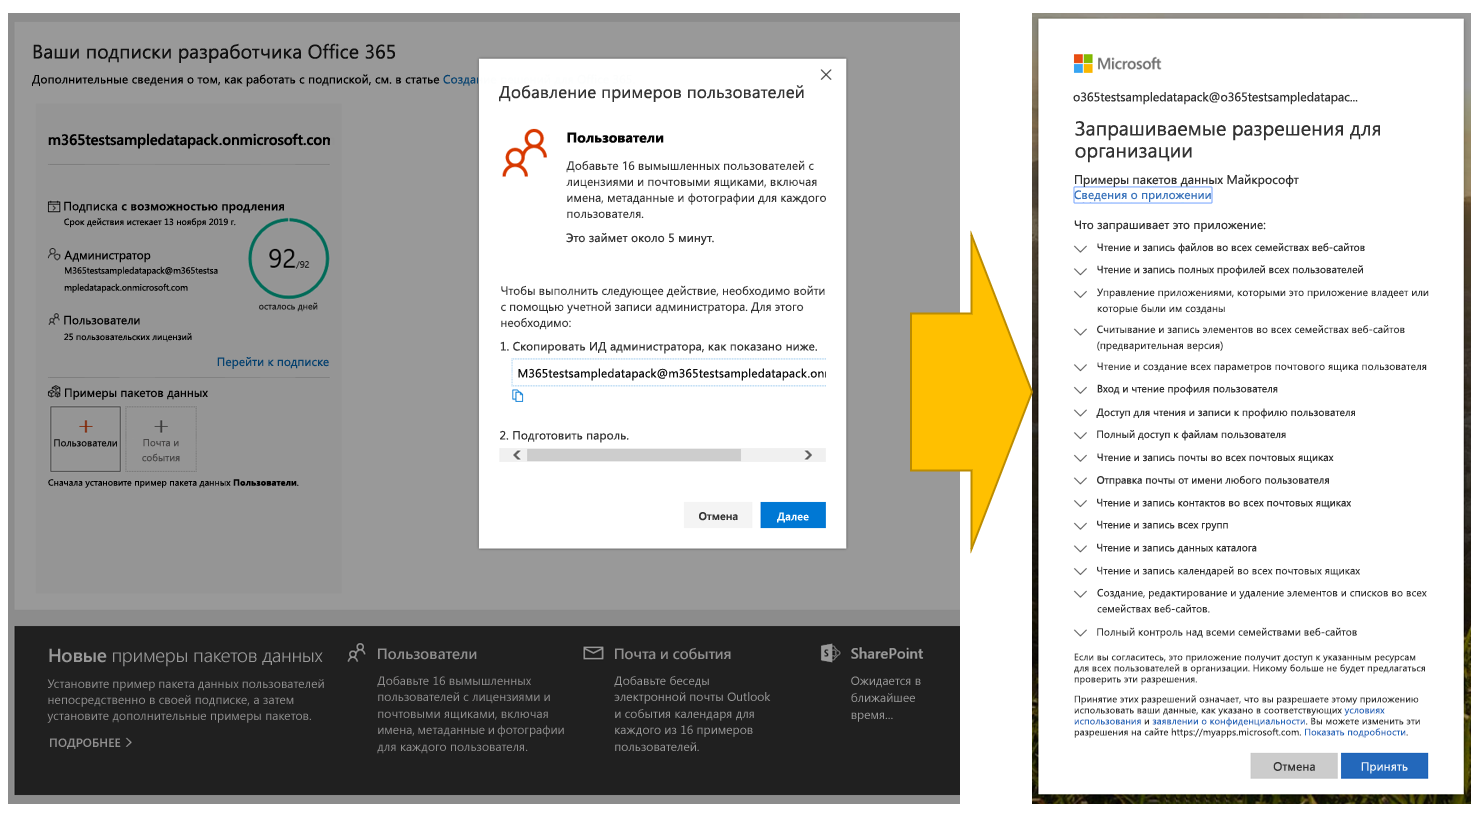 Ваши подписки разработчика Office 365
Дополнительные сведения о том, как работать с подпиской, см. в статье Созда
m365testsampledatapack.onmicrosoft.con
Подписка с возможностью продления
Срок действия истекает 13 ноября 2019 г.
Администратор
M365testsampledatapack@m365testsa
mpledatapack.onmicrosoft.com
92/92
осталось дней
Пользователи
25 пользовательских лицензий
Перейти к подписке
Примеры пакетов данных
Пользователи
Почта и
события
Сначала установите пример пакета данных Пользователи.
Добавление примеров пользователей
Пользователи
Добавьте 16 вымышленных пользователей с
лицензиями и почтовыми ящиками, включая
имена, метаданные и фотографии для каждого
пользователя.
Это займет около 5 минут.
Чтобы выполнить следующее действие, необходимо войти
с помощью учетной записи администратора. Для этого
необходимо:
1. Скопировать ИД администратора, как показано ниже.
M365testsampledatapack@m365testsampledatapack.onı
2. Подготовить пароль.
Отмена
Далее
Новые примеры пакетов данных
Установите пример пакета данных пользователей
непосредственно в своей подписке, а затем
установите дополнительные примеры пакетов.
ПОДРОБНЕЕ >
Пользователи
Добавьте 16 вымышленных
пользователей с лицензиями и
почтовыми ящиками, включая
имена, метаданные и фотографии
для каждого пользователя.
Почта и события
Добавьте беседы
электронной почты Outlook
и события календаря для
каждого из 16 примеров
пользователей.
SharePoint
Ожидается в
ближайшее
время...
Microsoft
o365testsampledatapack@o365testsampledatapac...
Запрашиваемые разрешения для
организации
Примеры пакетов данных Майкрософт
Сведения о приложении
Что запрашивает это приложение:
Чтение и запись файлов во всех семействах веб-сайтов
Чтение и запись полных профилей всех пользователей
Управление приложениями, которыми это приложение владеет или
которые были им созданы
Считывание и запись элементов во всех семействах веб-сайтов
(предварительная версия)
Чтение и создание всех параметров почтового ящика пользователя
Вход и чтение профиля пользователя
Доступ для чтения и записи к профилю пользователя
Полный доступ к файлам пользователя
Чтение и запись почты во всех почтовых ящиках
Отправка почты от имени любого пользователя
Чтение и запись контактов во всех почтовых ящиках
Чтение и запись всех групп
Чтение и запись данных каталога
Чтение и запись календарей во всех почтовых ящиках
Создание, редактирование и удаление элементов и списков во всех
семействах веб-сайтов.
Полный контроль над всеми семействами веб-сайтов
Если вы согласитесь, это приложение получит доступ к указанным ресурсам
для всех пользователей в организации. Никому больше не будет предлагаться
проверить эти разрешения.
Принятие этих разрешений означает, что вы разрешаете этому приложению
использовать ваши данные, как указано в соответствующих условиях
использования и заявлении о конфиденциальности. Вы можете изменить эти
разрешения на сайте https://myapps.microsoft.com. Показать подробности.
Отмена
Принять